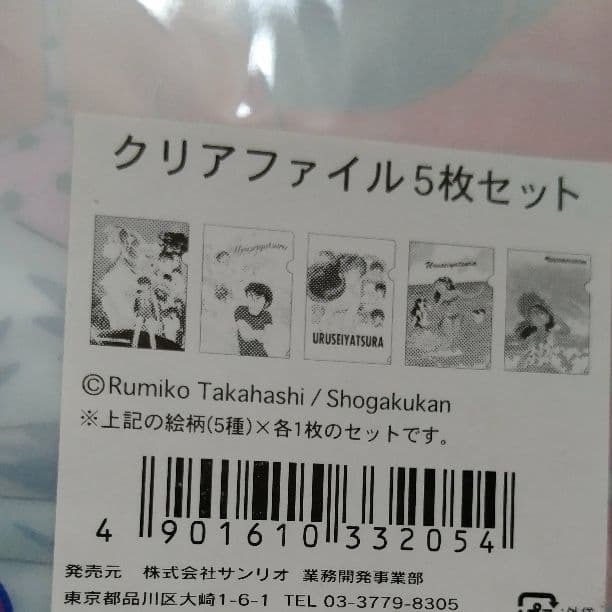 クリアファイル5枚セット
Uruseiyatsura
URUSEIYATSURA
Uruseiyatsura
©Rumiko Takahashi / Shogakukan
※上記の絵柄(5種)×各1枚のセットです。
4 901610 332054
発売元 株式会社サンリオ 業務開発事業部
東京都品川区大崎1-6-1 TEL 03-3779-8305